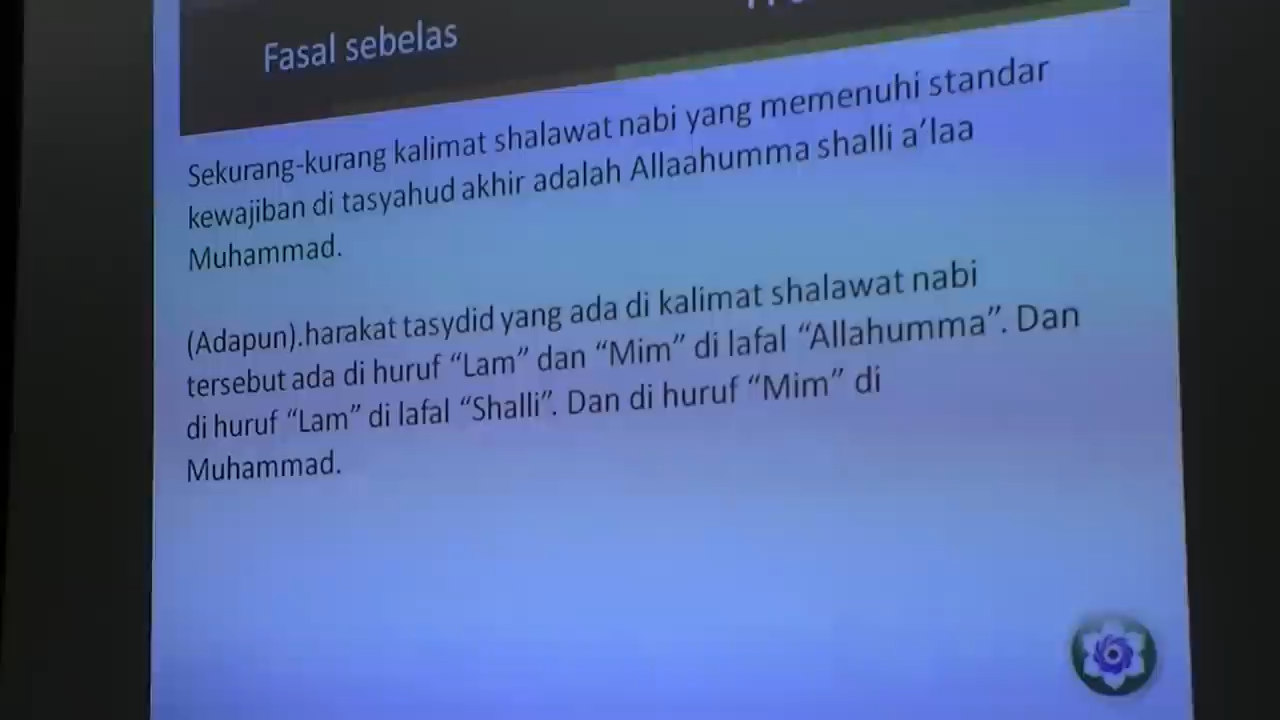 Fasal sebelas
Sekurang-kurang kalimat shalawat nabi yang memenuhi standar
kewajiban di tasyahud akhir adalah Allaahumma shalli a’laa
Muhammad.
(Adapun).harakat tasydid yang ada di kalimat shalawat nabi
tersebut ada di huruf “Lam” dan “Mim” di lafal “Allahumma”. Dan
di huruf “Lam” di lafal “Shalli”. Dan di huruf “Mim” di
Muhammad.